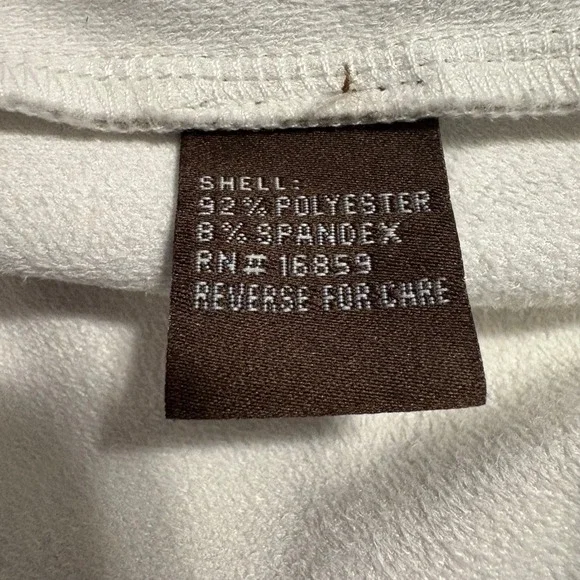 SHELL:
92% POLYESTER
8% SPANDEX
RN# 16859
REVERSE FOR CARE